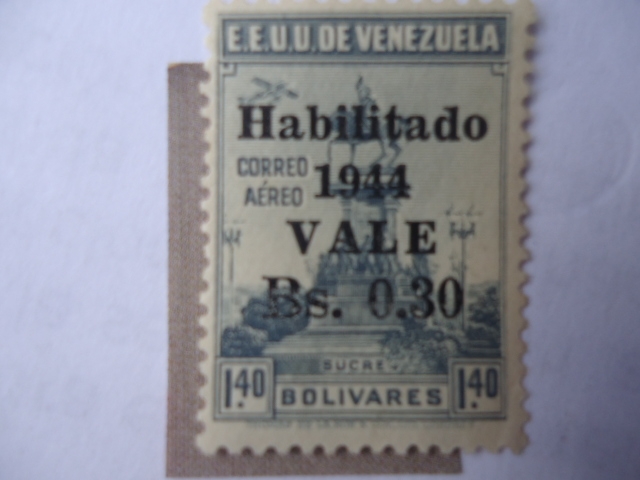 E.E.U.U. DE VENEZUELA
Habilitado
CORREO
AÉREO
1944
VALE
Bs. 0.30
SUCRE
1.40 BOLIVARES 1.40